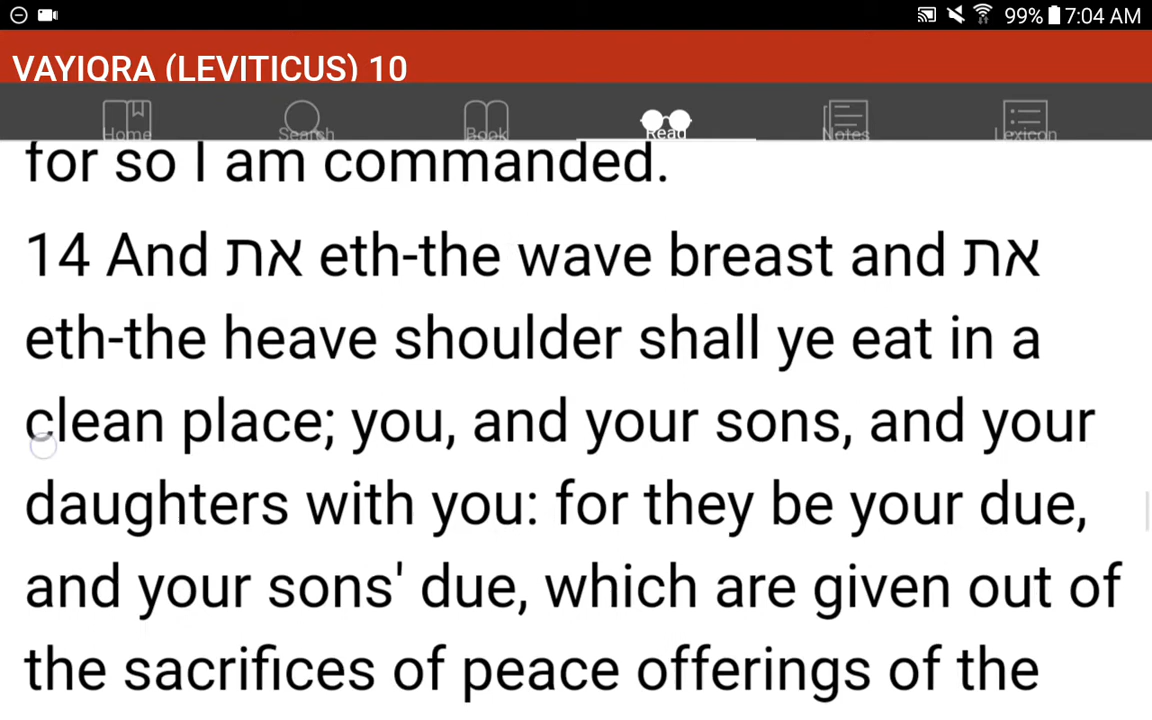 99% 7:04 AM
VAYIQRA (LEVITICUS) 10
Home Search Book Read Notes Lexicon
for so I am commanded.
14 And את eth-the wave breast and את
eth-the heave shoulder shall ye eat in a
clean place; you, and your sons, and your
daughters with you: for they be your due,
and your sons' due, which are given out of
the sacrifices of peace offerings of the